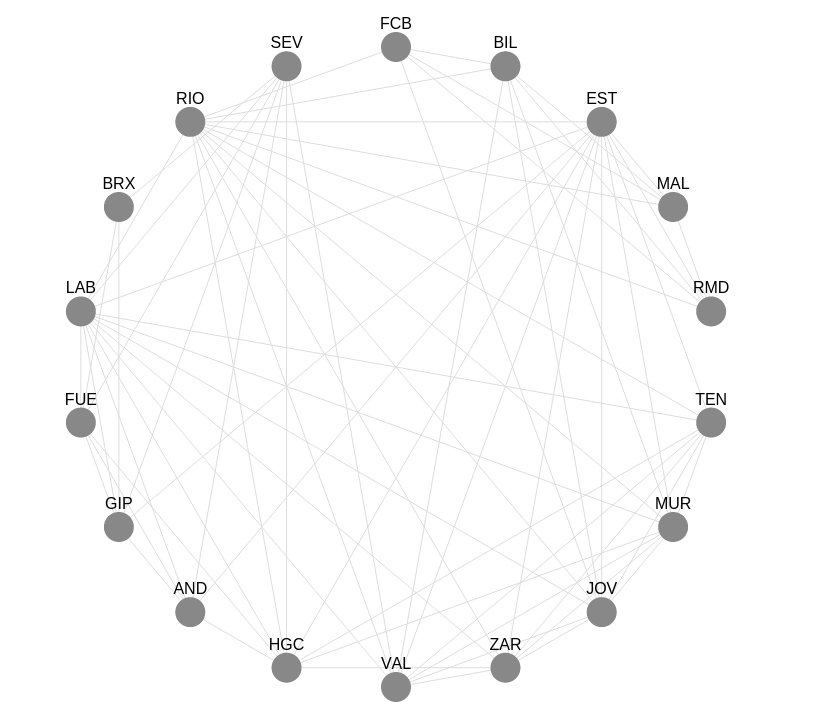 FCB
SEV
BIL
RIO
EST
BRX
MAL
LAB
RMD
FUE
TEN
GIP
MUR
AND
JOV
HGC
ZAR
VAL